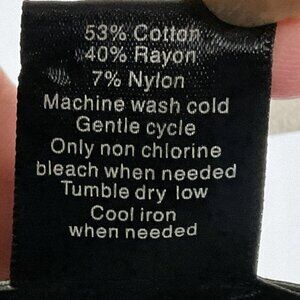 53% Cotton
40% Rayon
7% Nylon
Machine wash cold
Gentle cycle
Only non chlorine
bleach when needed
Tumble dry low
Cool iron
when needed